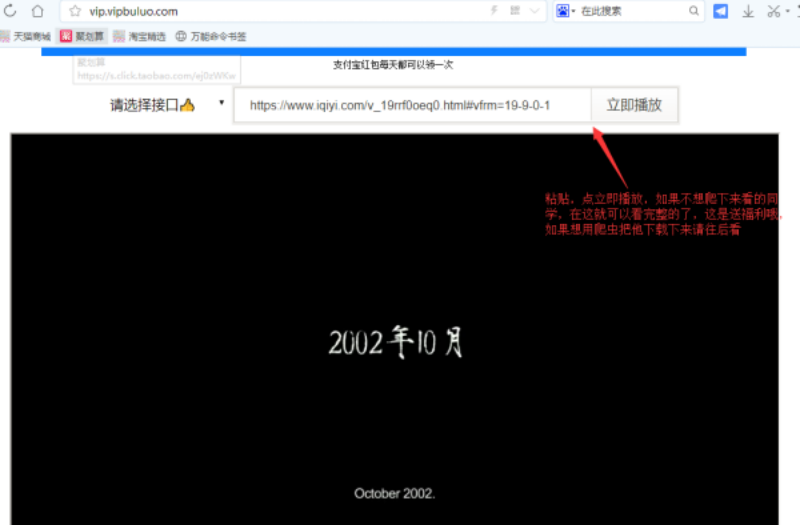 vip.vipbuluo.com
在此搜索
天猫商城 聚划算 淘宝精选 万能命令书签
聚划算
https://s.click.taobao.com/ej0zWKw
支付宝红包每天都可以领一次
请选择接口👍 https://www.iqiyi.com/v_19rrf0oeq0.html#vfrm=19-9-0-1 立即播放
粘贴，点立即播放，如果不想爬下来看的同
学，在这就可以看完整的了，这是送福利哦，
如果想用爬虫把他下载下来请往后看
2002年10月
October 2002.